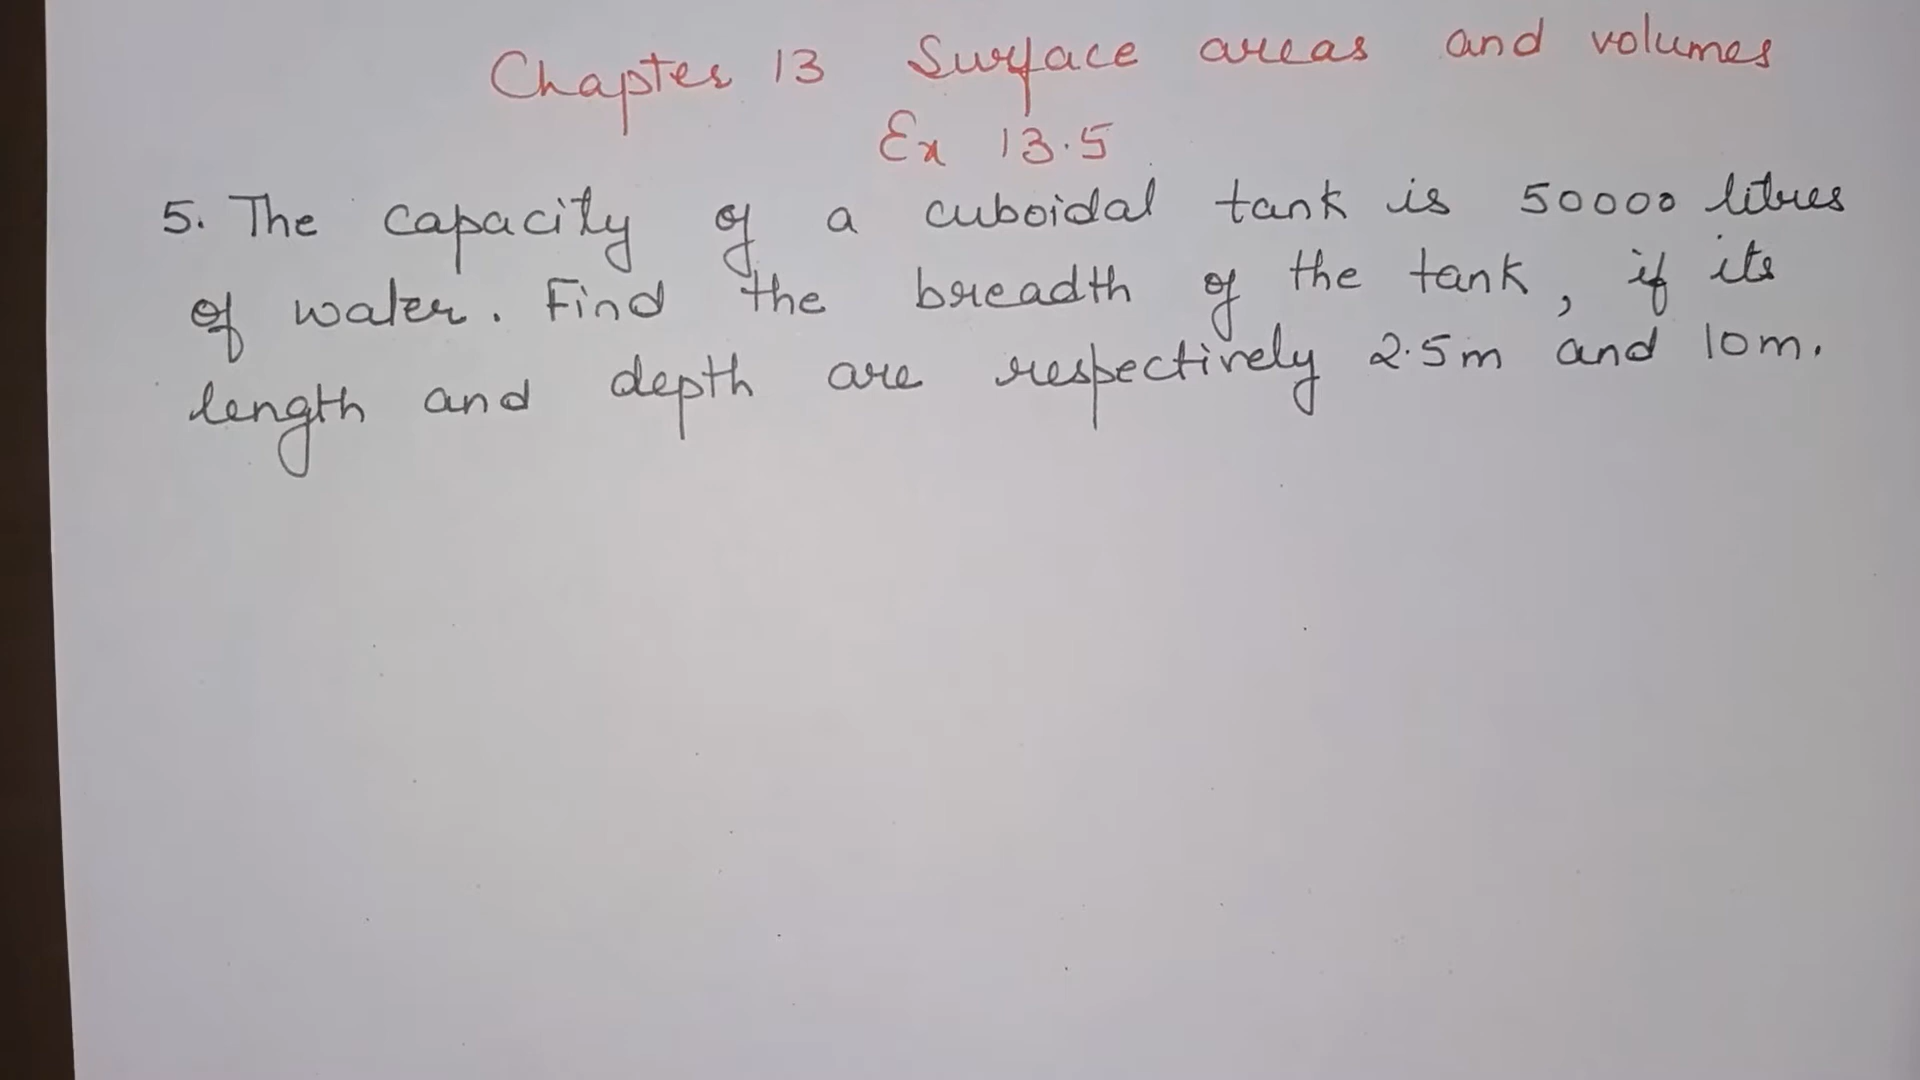 Chapter 13 Surface areas and volumes
Ex 13.5
5. The capacity of a cuboidal tank is 50000 litres
of water. Find the breadth of the tank, if its
length and depth are respectively 2.5m and 10m.